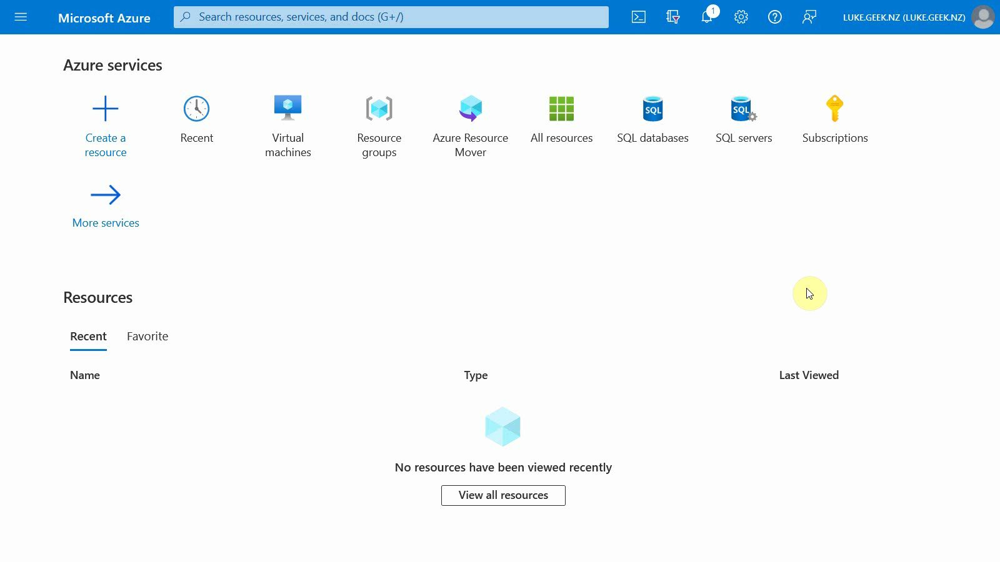 Microsoft Azure
Search resources, services, and docs (G+/)
1
LUKE.GEEK.NZ (LUKE.GEEK.NZ)
Azure services
Create a
resource
Recent
Virtual
machines
Resource
groups
Azure Resource
Mover
All resources
SQL
SQL databases
SQL
SQL servers
Subscriptions
More services
Resources
Recent
Favorite
Name
Type
Last Viewed
No resources have been viewed recently
View all resources